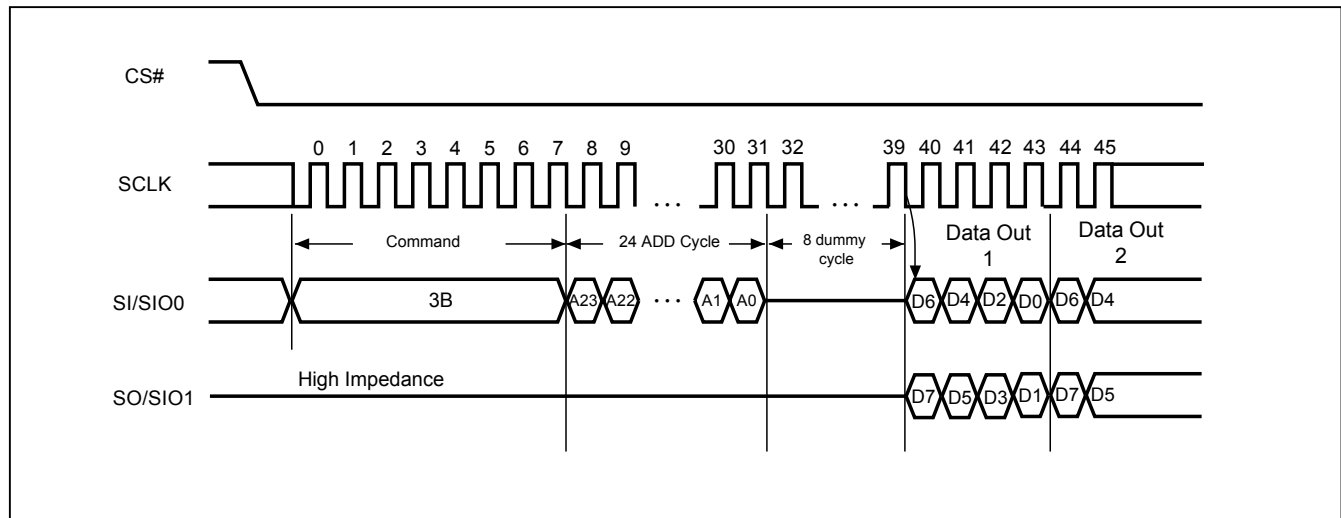 CS#
0 1 2 3 4 5 6 7 8 9 30 31 32 39 40 41 42 43 44 45
SCLK
... ...
Command 24 ADD Cycle 8 dummy cycle Data Out 1 Data Out 2
SI/SIO0 3B A23 A22 ... A1 A0 D6 D4 D2 D0 D6 D4
High Impedance
SO/SIO1 D7 D5 D3 D1 D7 D5